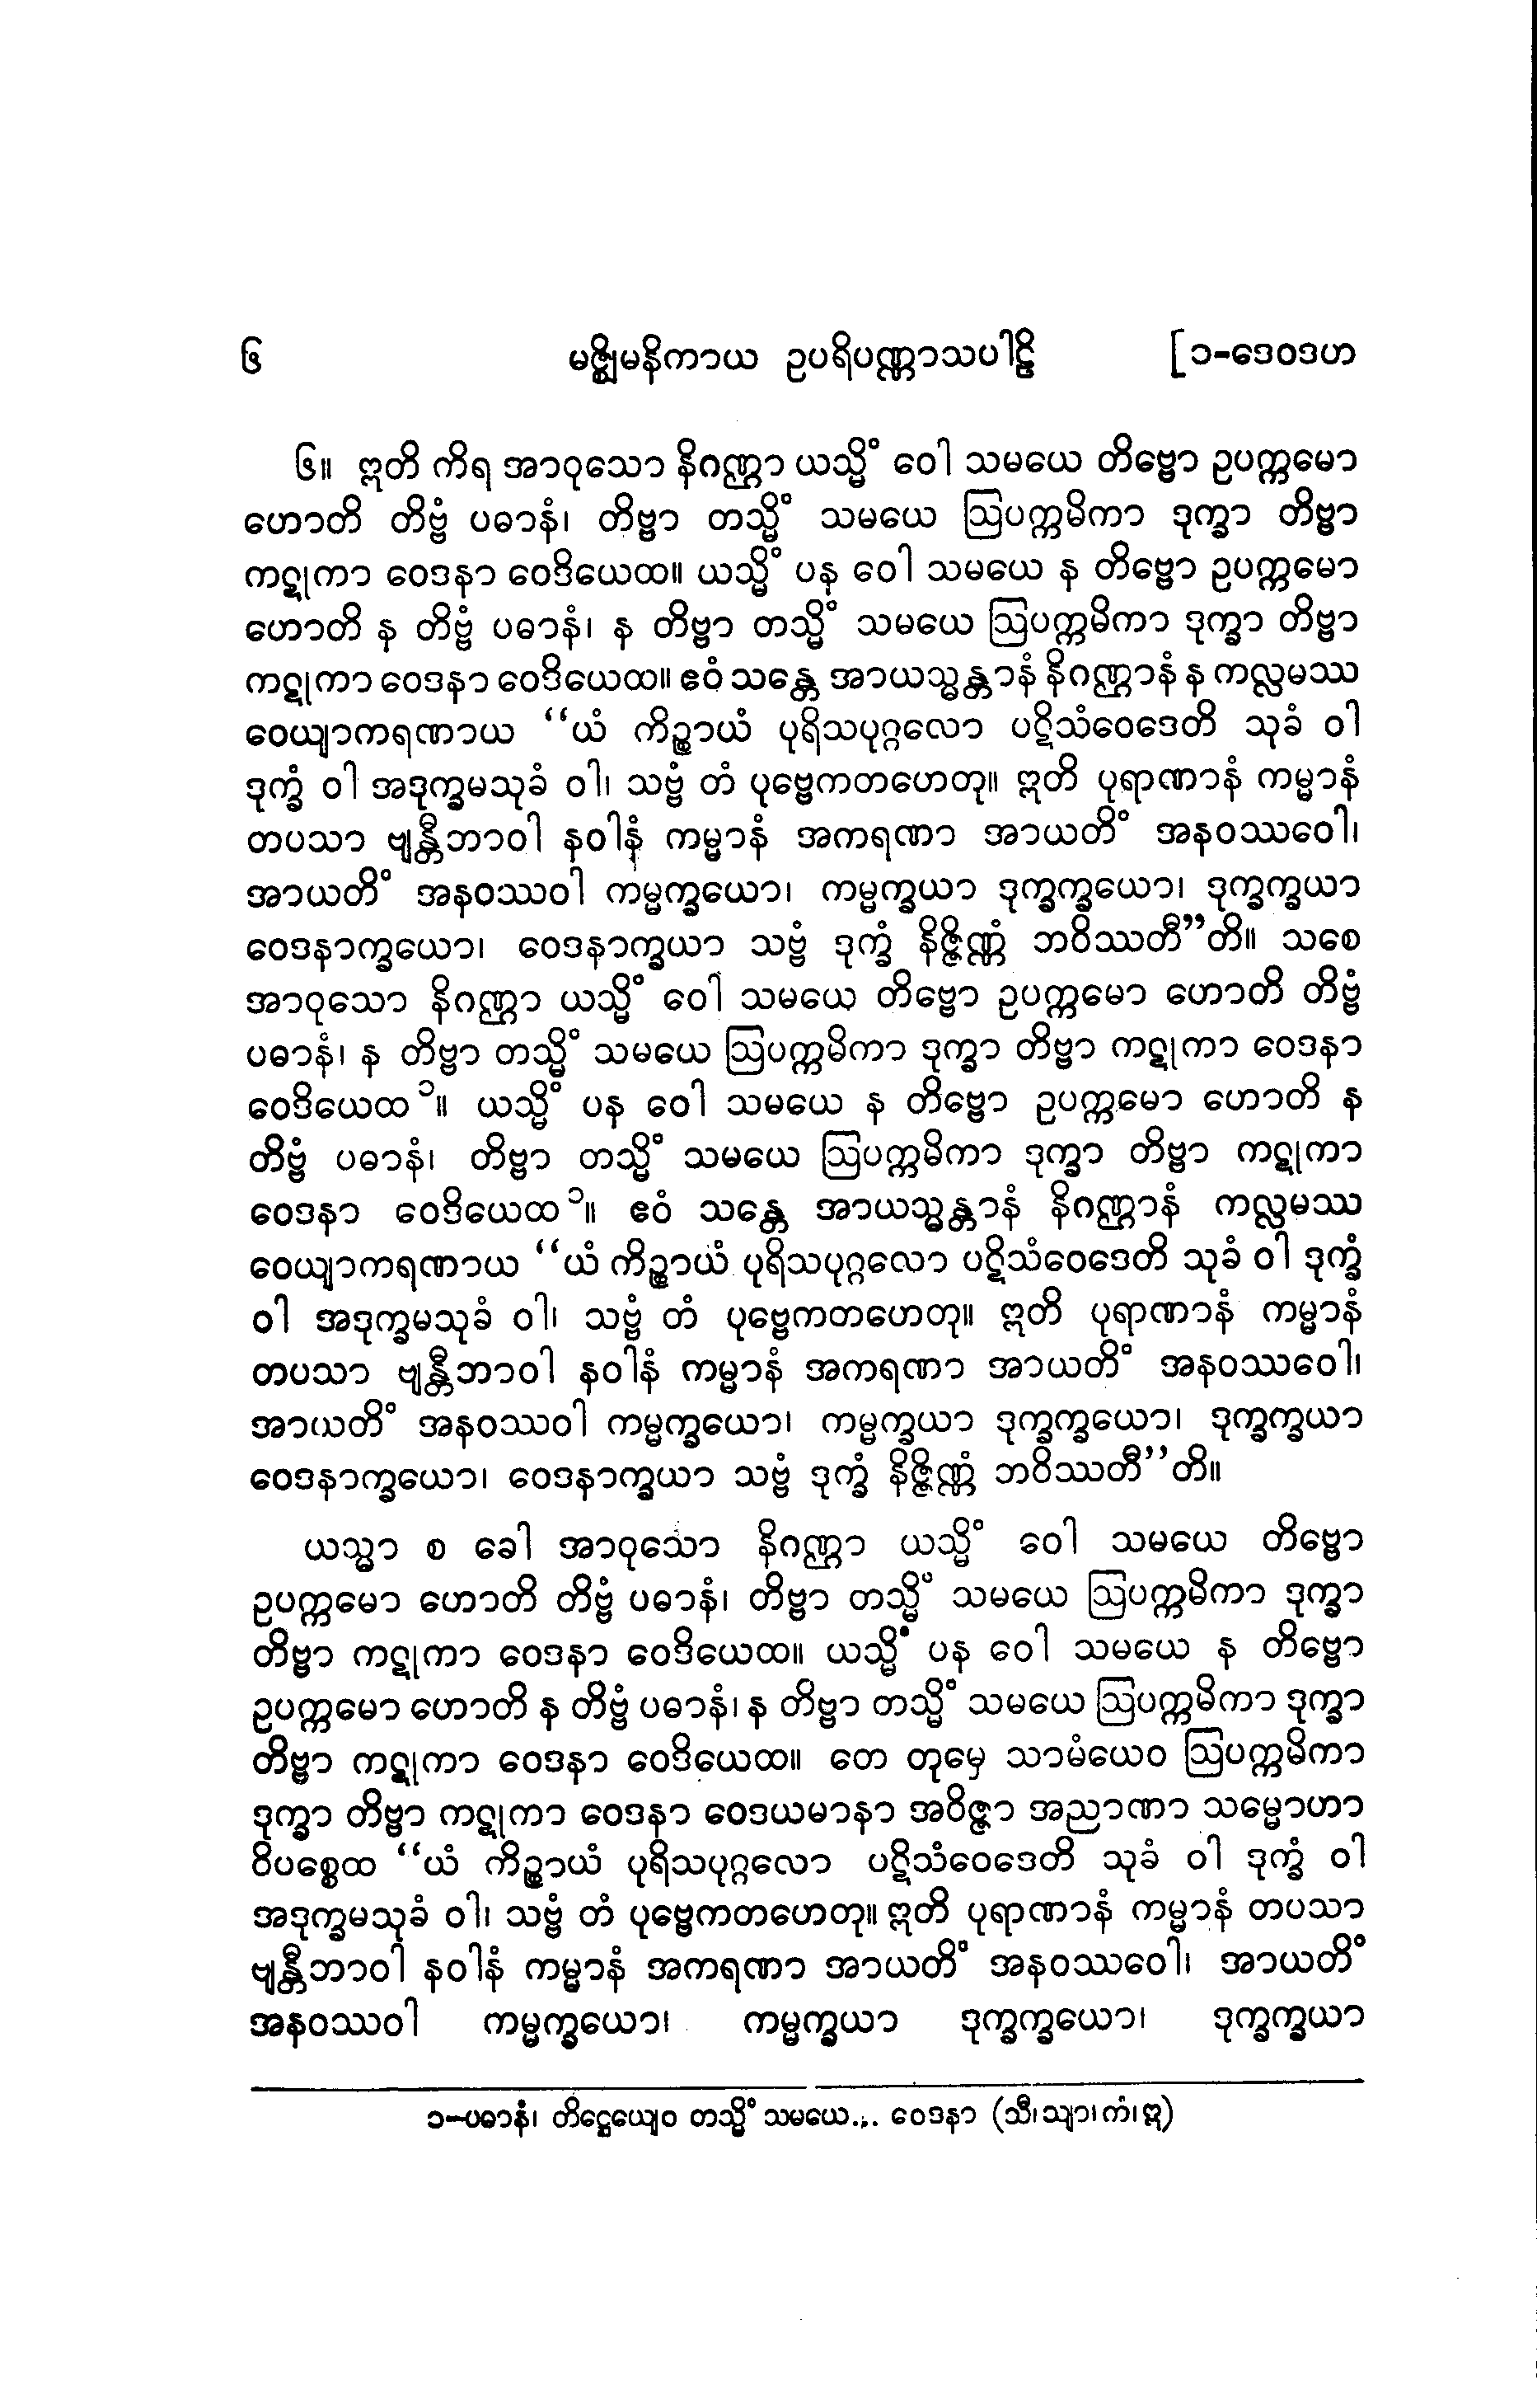 ၆ မဇ္ဈိမနိကာယ ဥပရိပဏ္ဏာသပါဠိ [၁-ဒေဝဒဟ
၆။ ဣတိ ကိရ အာဝုသော နိဂဏ္ဌာ ယသ္မိံ ဝေါ သမယေ တိဗ္ဗော ဥပက္ကမော
ဟောတိ တိဗ္ဗံ ပဓာနံ၊ တိဗ္ဗာ တသ္မိံ သမယေ ဩပက္ကမိကာ ဒုက္ခာ တိဗ္ဗာ
ကဋုကာ ဝေဒနာ ဝေဒိယေထ။ ယသ္မိံ ပန ဝေါ သမယေ န တိဗ္ဗော ဥပက္ကမော
ဟောတိ န တိဗ္ဗံ ပဓာနံ၊ န တိဗ္ဗာ တသ္မိံ သမယေ ဩပက္ကမိကာ ဒုက္ခာ တိဗ္ဗာ
ကဋုကာ ဝေဒနာ ဝေဒိယေထ။ ဧဝံ သန္တေ အာယသ္မန္တာနံ နိဂဏ္ဌာနံ န ကလ္လမဿ
ဝေယျာကရဏာယ “ယံ ကိဉ္စာယံ ပုရိသပုဂ္ဂလော ပဋိသံဝေဒေတိ သုခံ ဝါ
ဒုက္ခံ ဝါ အဒုက္ခမသုခံ ဝါ၊ သဗ္ဗံ တံ ပုဗ္ဗေကတဟေတု။ ဣတိ ပုရာဏာနံ ကမ္မာနံ
တပသာ ဗျန္တီဘာဝါ နဝါနံ ကမ္မာနံ အကရဏာ အာယတိံ အနဝဿဝေါ၊
အာယတိံ အနဝဿဝါ ကမ္မက္ခယော၊ ကမ္မက္ခယာ ဒုက္ခက္ခယော၊ ဒုက္ခက္ခယာ
ဝေဒနာက္ခယော၊ ဝေဒနာက္ခယာ သဗ္ဗံ ဒုက္ခံ နိဇ္ဇိဏ္ဏံ ဘဝိဿတီ”တိ။ သစေ
အာဝုသော နိဂဏ္ဌာ ယသ္မိံ ဝေါ သမယေ တိဗ္ဗော ဥပက္ကမော ဟောတိ တိဗ္ဗံ
ပဓာနံ၊ န တိဗ္ဗာ တသ္မိံ သမယေ ဩပက္ကမိကာ ဒုက္ခာ တိဗ္ဗာ ကဋုကာ ဝေဒနာ
ဝေဒိယေထ၁။ ယသ္မိံ ပန ဝေါ သမယေ န တိဗ္ဗော ဥပက္ကမော ဟောတိ န
တိဗ္ဗံ ပဓာနံ၊ တိဗ္ဗာ တသ္မိံ သမယေ ဩပက္ကမိကာ ဒုက္ခာ တိဗ္ဗာ ကဋုကာ
ဝေဒနာ ဝေဒိယေထ၁။ ဧဝံ သန္တေ အာယသ္မန္တာနံ နိဂဏ္ဌာနံ ကလ္လမဿ
ဝေယျာကရဏာယ “ယံ ကိဉ္စာယံ ပုရိသပုဂ္ဂလော ပဋိသံဝေဒေတိ သုခံ ဝါ ဒုက္ခံ
ဝါ အဒုက္ခမသုခံ ဝါ၊ သဗ္ဗံ တံ ပုဗ္ဗေကတဟေတု။ ဣတိ ပုရာဏာနံ ကမ္မာနံ
တပသာ ဗျန္တီဘာဝါ နဝါနံ ကမ္မာနံ အကရဏာ အာယတိံ အနဝဿဝေါ၊
အာယတိံ အနဝဿဝါ ကမ္မက္ခယော၊ ကမ္မက္ခယာ ဒုက္ခက္ခယော၊ ဒုက္ခက္ခယာ
ဝေဒနာက္ခယော၊ ဝေဒနာက္ခယာ သဗ္ဗံ ဒုက္ခံ နိဇ္ဇိဏ္ဏံ ဘဝိဿတီ”တိ။
ယသ္မာ စ ခေါ အာဝုသော နိဂဏ္ဌာ ယသ္မိံ ဝေါ သမယေ တိဗ္ဗော
ဥပက္ကမော ဟောတိ တိဗ္ဗံ ပဓာနံ၊ တိဗ္ဗာ တသ္မိံ သမယေ ဩပက္ကမိကာ ဒုက္ခာ
တိဗ္ဗာ ကဋုကာ ဝေဒနာ ဝေဒိယေထ။ ယသ္မိံ ပန ဝေါ သမယေ န တိဗ္ဗော
ဥပက္ကမော ဟောတိ န တိဗ္ဗံ ပဓာနံ၊ န တိဗ္ဗာ တသ္မိံ သမယေ ဩပက္ကမိကာ ဒုက္ခာ
တိဗ္ဗာ ကဋုကာ ဝေဒနာ ဝေဒိယေထ။ တေ တုမှေ သာမံယေဝ ဩပက္ကမိကာ
ဒုက္ခာ တိဗ္ဗာ ကဋုကာ ဝေဒနာ ဝေဒယမာနာ အဝိဇ္ဇာ အညာဏာ သမ္မောဟာ
ဝိပစ္စေထ “ယံ ကိဉ္စာယံ ပုရိသပုဂ္ဂလော ပဋိသံဝေဒေတိ သုခံ ဝါ ဒုက္ခံ ဝါ
အဒုက္ခမသုခံ ဝါ၊ သဗ္ဗံ တံ ပုဗ္ဗေကတဟေတု။ ဣတိ ပုရာဏာနံ ကမ္မာနံ တပသာ
ဗျန္တီဘာဝါ နဝါနံ ကမ္မာနံ အကရဏာ အာယတိံ အနဝဿဝေါ၊ အာယတိံ
အနဝဿဝါ ကမ္မက္ခယော၊ ကမ္မက္ခယာ ဒုက္ခက္ခယော၊ ဒုက္ခက္ခယာ
၁-ပဓာနံ၊ တိဋ္ဌေယျေဝ တသ္မိံ သမယေ... ဝေဒနာ (သီ၊သျာ၊ကံ၊ဣ)